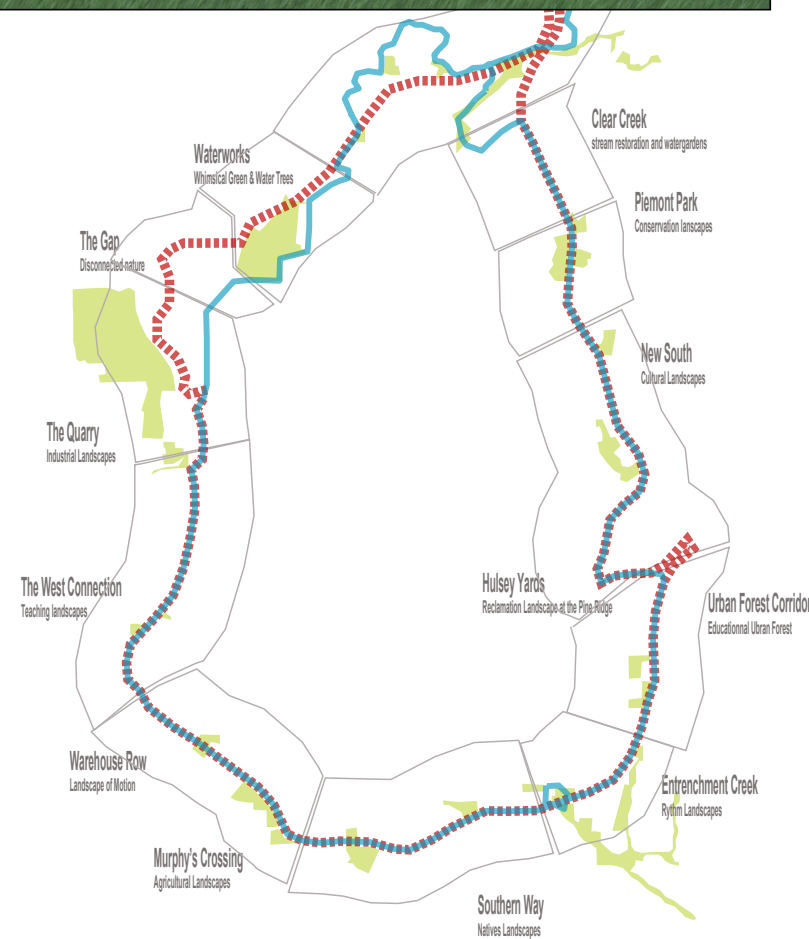 Clear Creek
stream restoration and watergardens
Waterworks
Whimsical Green & Water Trees
Piemont Park
Conserrvation lanscapes
The Gap
Disconnected nature
New South
Cultural Landscapes
The Quarry
Industrial Landscapes
Hulsey Yards
Reclamation Landscape at the Pine Ridge
The West Connection
Teaching landscapes
Urban Forest Corridor
Educationnal Ubran Forest
Warehouse Row
Landscape of Motion
Entrenchment Creek
Rythm Landscapes
Murphy's Crossing
Agricultural Landscapes
Southern Way
Natives Landscapes